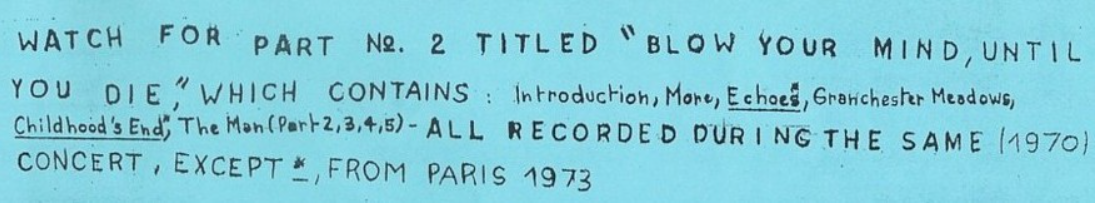 WATCH FOR PART No. 2 TITLED "BLOW YOUR MIND, UNTIL
YOU DIE," WHICH CONTAINS : Introduction, More, Echoes*, Granchester Meadows,
Childhood's End*, The Man (Part 2,3,4,5) - ALL RECORDED DURING THE SAME (1970)
CONCERT, EXCEPT *, FROM PARIS 1973